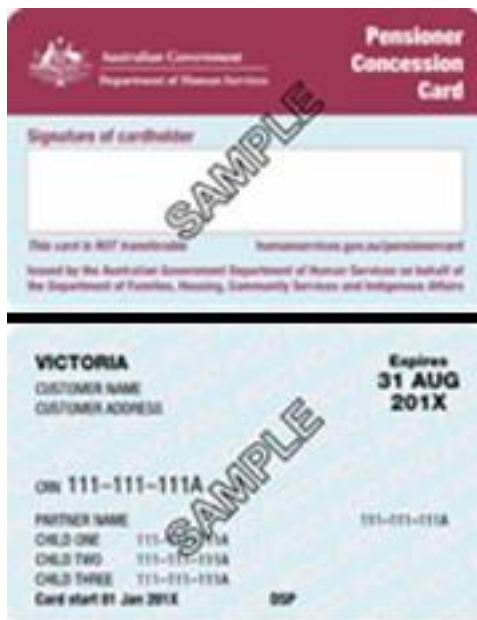 Australian Government
Department of Human Services
Pensioner
Concession
Card
Signature of cardholder
SAMPLE
This card is NOT transferable
humanservices.gov.au/pensionercard
Issued by the Australian Government Department of Human Services on behalf of
the Department of Families, Housing, Community Services and Indigenous Affairs
VICTORIA
Expires
31 AUG
201X
CUSTOMER NAME
CUSTOMER ADDRESS
SAMPLE
CRN 111-111-111A
PARTNER NAME 111-111-111A
CHILD ONE 111-111-111A
CHILD TWO 111-111-111A
CHILD THREE 111-111-111A
Card start 01 Jan 201X DSP